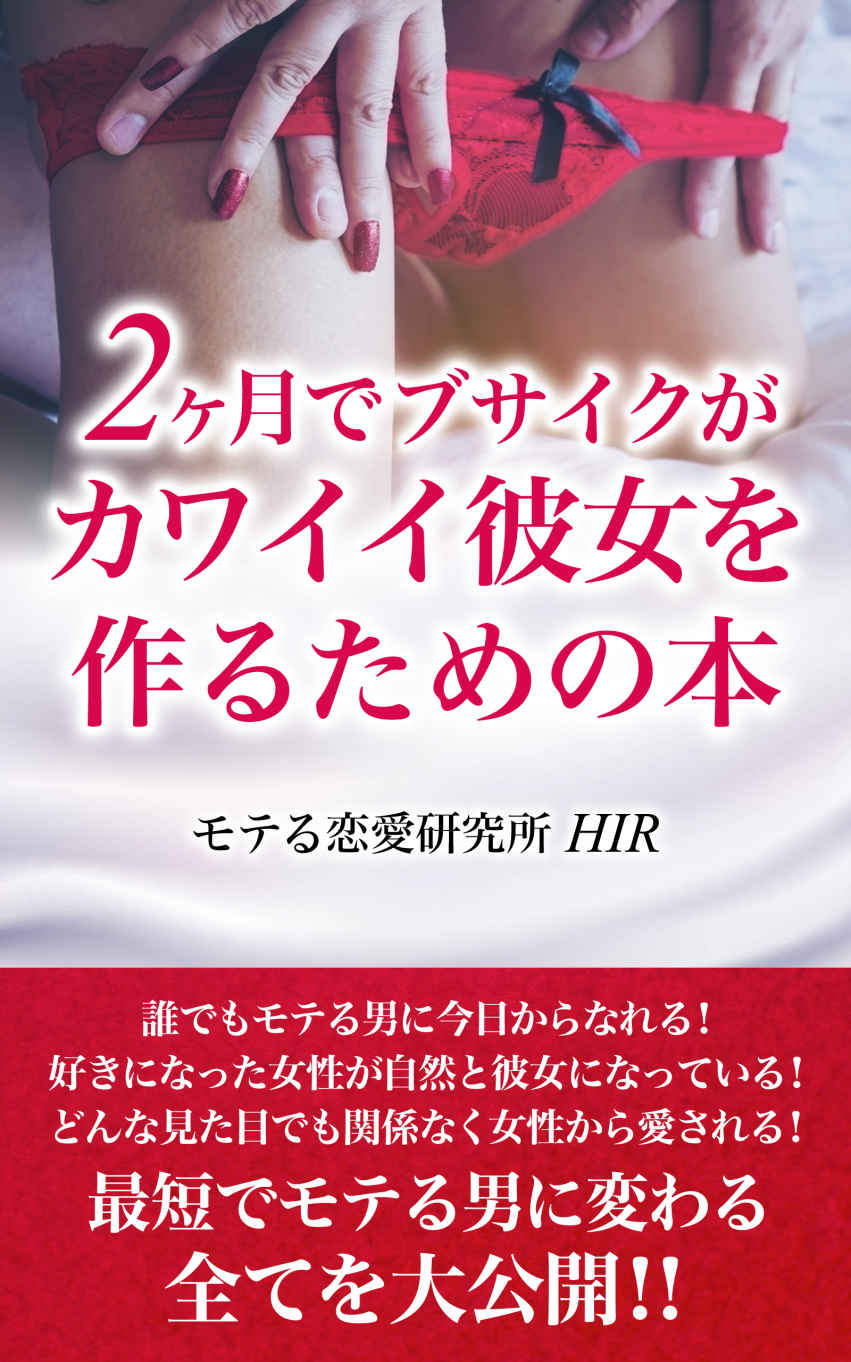 2ヶ月でブサイクが
カワイイ彼女を
作るための本
モテる恋愛研究所 HIR
誰でもモテる男に今日からなれる!
好きになった女性が自然と彼女になっている!
どんな見た目でも関係なく女性から愛される!
最短でモテる男に変わる
全てを大公開!!